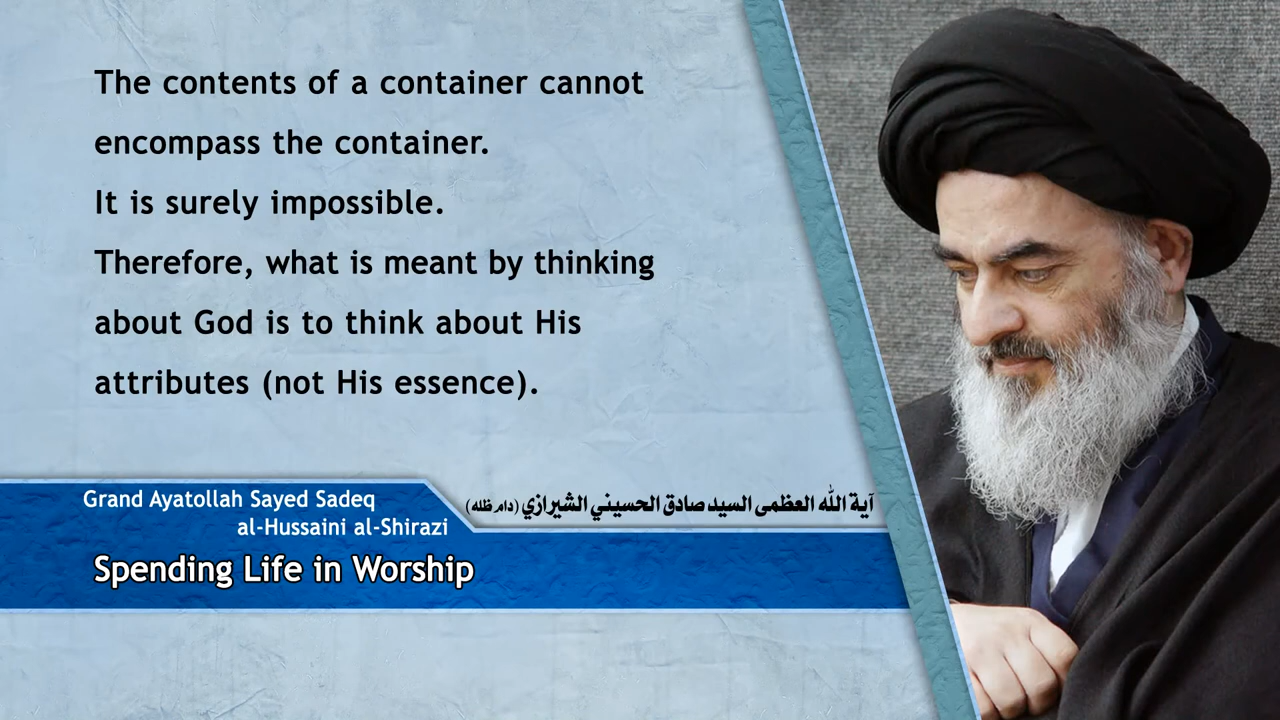 The contents of a container cannot
encompass the container.
It is surely impossible.
Therefore, what is meant by thinking
about God is to think about His
attributes (not His essence).
Grand Ayatollah Sayed Sadeq
al-Hussaini al-Shirazi
آية الله العظمى السيد صادق الحسيني الشيرازي (دام ظله)
Spending Life in Worship